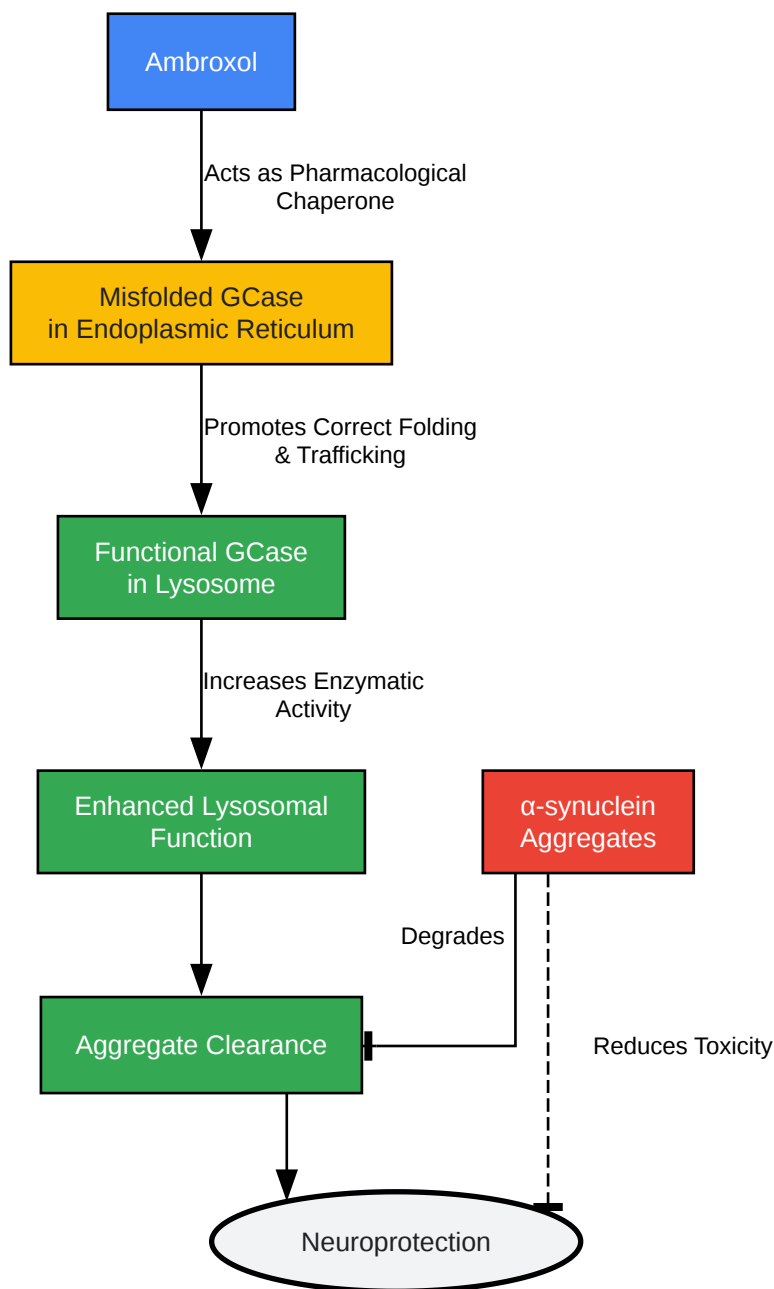 Ambroxol
Acts as Pharmacological
Chaperone
Misfolded GCase
in Endoplasmic Reticulum
Promotes Correct Folding
& Trafficking
Functional GCase
in Lysosome
Increases Enzymatic
Activity
Enhanced Lysosomal
Function
α-synuclein
Aggregates
Degrades
Aggregate Clearance
Reduces Toxicity
Neuroprotection